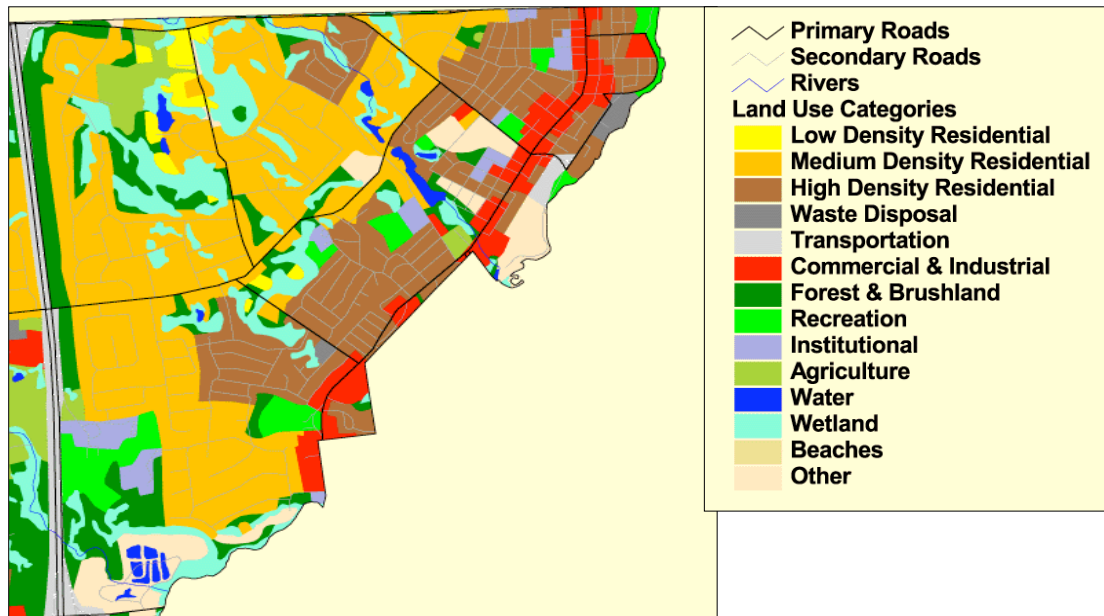 Primary Roads
Secondary Roads
Rivers
Land Use Categories
Low Density Residential
Medium Density Residential
High Density Residential
Waste Disposal
Transportation
Commercial & Industrial
Forest & Brushland
Recreation
Institutional
Agriculture
Water
Wetland
Beaches
Other